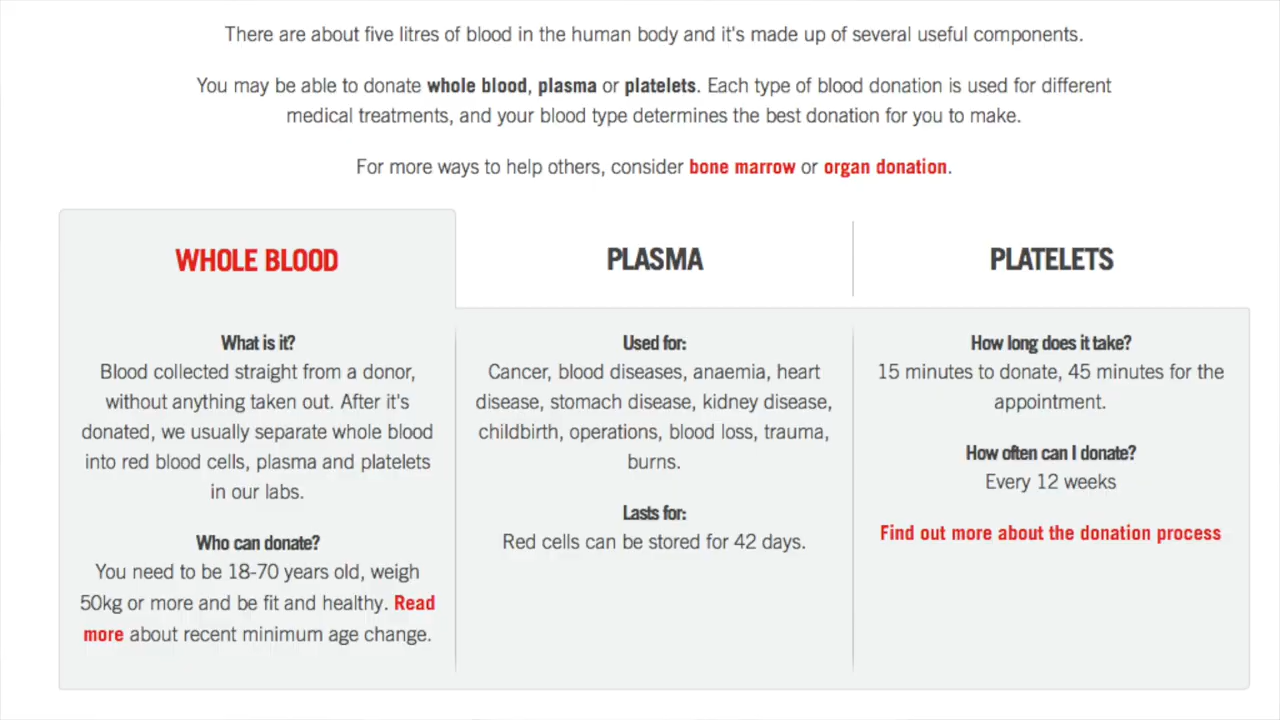 There are about five litres of blood in the human body and it's made up of several useful components.
You may be able to donate whole blood, plasma or platelets. Each type of blood donation is used for different
medical treatments, and your blood type determines the best donation for you to make.
For more ways to help others, consider bone marrow or organ donation.
WHOLE BLOOD
PLASMA
PLATELETS
What is it?
Blood collected straight from a donor,
without anything taken out. After it's
donated, we usually separate whole blood
into red blood cells, plasma and platelets
in our labs.
Who can donate?
You need to be 18-70 years old, weigh
50kg or more and be fit and healthy. Read
more about recent minimum age change.
Used for:
Cancer, blood diseases, anaemia, heart
disease, stomach disease, kidney disease,
childbirth, operations, blood loss, trauma,
burns.
Lasts for:
Red cells can be stored for 42 days.
How long does it take?
15 minutes to donate, 45 minutes for the
appointment.
How often can I donate?
Every 12 weeks
Find out more about the donation process